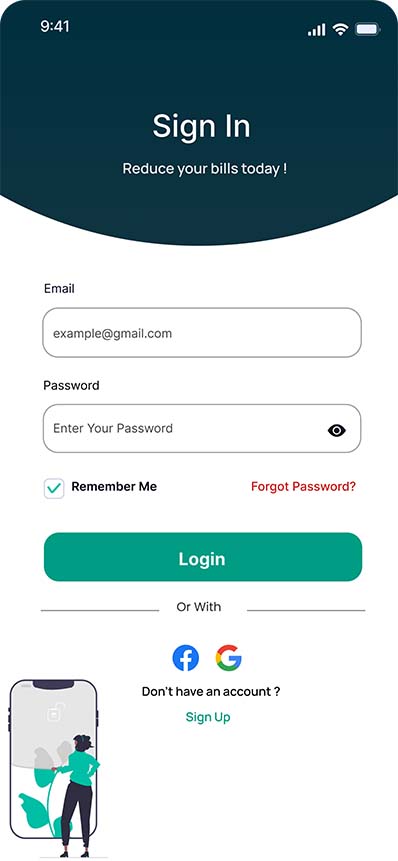 9:41
Sign In
Reduce your bills today !
Email
example@gmail.com
Password
Enter Your Password
Remember Me
Forgot Password?
Login
Or With
Don't have an account ?
Sign Up